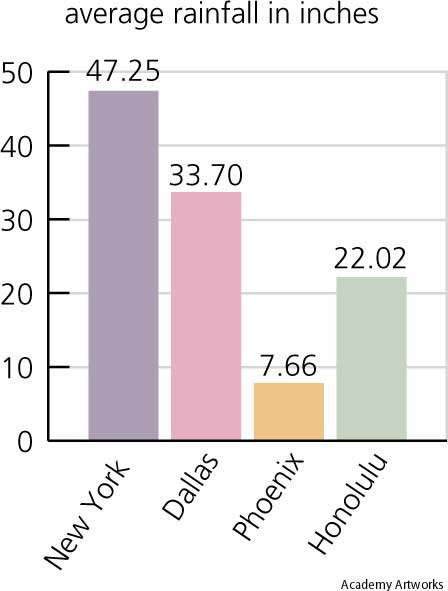 average rainfall in inches
50
47.25
40
33.70
30
22.02
20
10
7.66
0
New York
Dallas
Phoenix
Honolulu
Academy Artworks